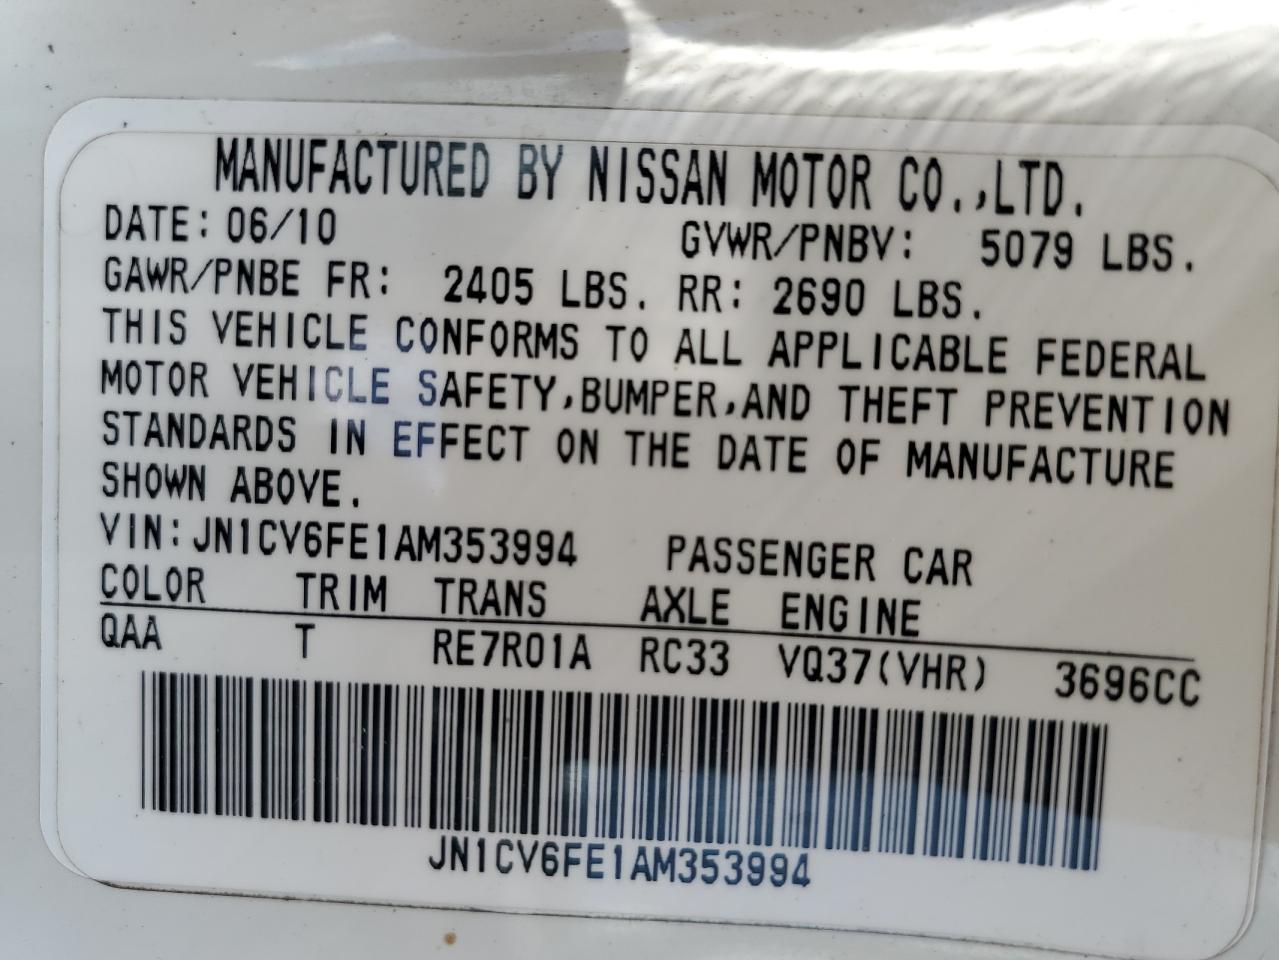 MANUFACTURED BY NISSAN MOTOR CO.,LTD.
DATE: 06/10 GVWR/PNBV: 5079 LBS.
GAWR/PNBE FR: 2405 LBS. RR: 2690 LBS.
THIS VEHICLE CONFORMS TO ALL APPLICABLE FEDERAL
MOTOR VEHICLE SAFETY,BUMPER,AND THEFT PREVENTION
STANDARDS IN EFFECT ON THE DATE OF MANUFACTURE
SHOWN ABOVE.
VIN:JN1CV6FE1AM353994 PASSENGER CAR
COLOR TRIM TRANS AXLE ENGINE
QAA T RE7R01A RC33 VQ37(VHR) 3696CC
JN1CV6FE1AM353994